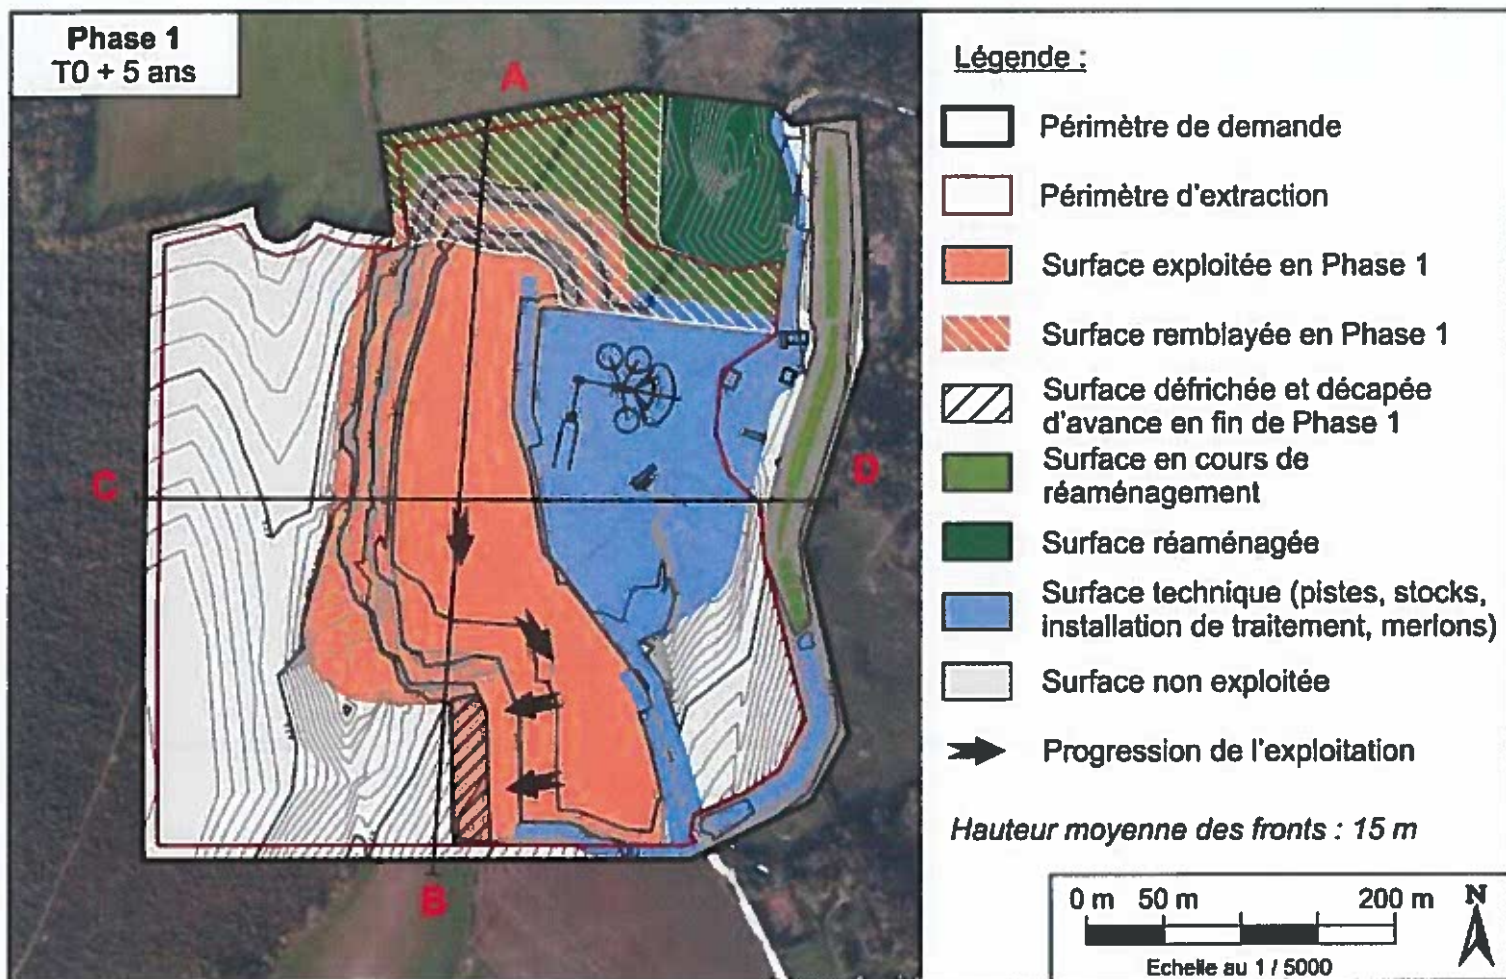 Phase 1
T0 + 5 ans
A
C
D
B
Légende :
Périmètre de demande
Périmètre d'extraction
Surface exploitée en Phase 1
Surface remblayée en Phase 1
Surface défrichée et décapée
d'avance en fin de Phase 1
Surface en cours de
réaménagement
Surface réaménagée
Surface technique (pistes, stocks,
installation de traitement, merlons)
Surface non exploitée
Progression de l'exploitation
Hauteur moyenne des fronts : 15 m
0 m 50 m 200 m N
Echelle au 1 / 5000